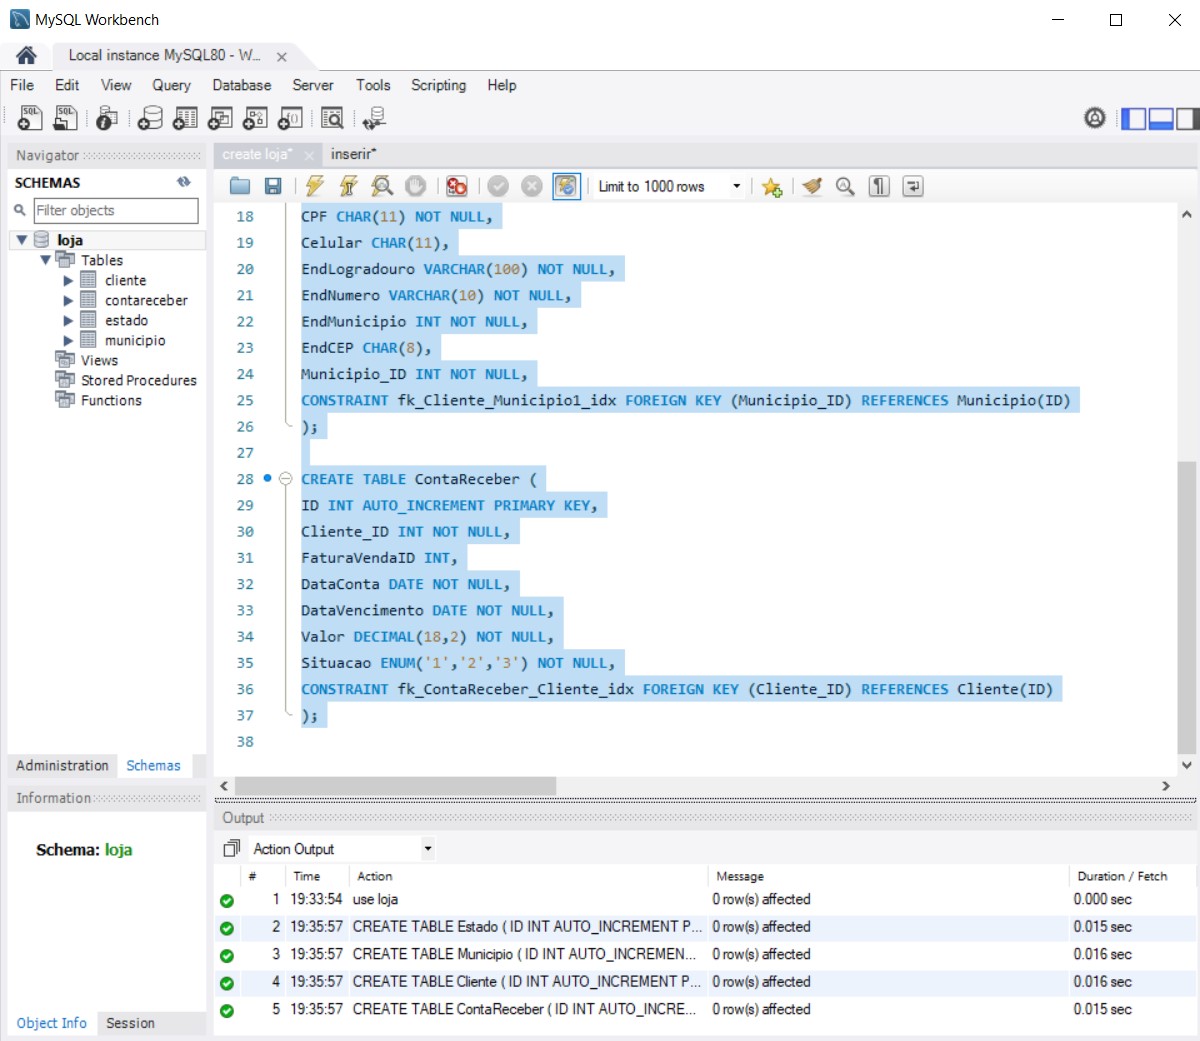 MySQL Workbench
Local instance MySQL80 - W...
File Edit View Query Database Server Tools Scripting Help
Navigator
SCHEMAS
Filter objects
loja
Tables
cliente
contareceber
estado
municipio
Views
Stored Procedures
Functions
Administration Schemas
Information
Schema: loja
Object Info Session
create loja* inserir*
Limit to 1000 rows
18 CPF CHAR(11) NOT NULL,
19 Celular CHAR(11),
20 EndLogradouro VARCHAR(100) NOT NULL,
21 EndNumero VARCHAR(10) NOT NULL,
22 EndMunicipio INT NOT NULL,
23 EndCEP CHAR(8),
24 Municipio_ID INT NOT NULL,
25 CONSTRAINT fk_Cliente_Municipio1_idx FOREIGN KEY (Municipio_ID) REFERENCES Municipio(ID)
26 );
27
28 CREATE TABLE ContaReceber (
29 ID INT AUTO_INCREMENT PRIMARY KEY,
30 Cliente_ID INT NOT NULL,
31 FaturaVendaID INT,
32 DataConta DATE NOT NULL,
33 DataVencimento DATE NOT NULL,
34 Valor DECIMAL(18,2) NOT NULL,
35 Situacao ENUM('1','2','3') NOT NULL,
36 CONSTRAINT fk_ContaReceber_Cliente_idx FOREIGN KEY (Cliente_ID) REFERENCES Cliente(ID)
37 );
38
Output
Action Output
# Time Action Message Duration / Fetch
1 19:33:54 use loja 0 row(s) affected 0.000 sec
2 19:35:57 CREATE TABLE Estado ( ID INT AUTO_INCREMENT P... 0 row(s) affected 0.015 sec
3 19:35:57 CREATE TABLE Municipio ( ID INT AUTO_INCREMEN... 0 row(s) affected 0.016 sec
4 19:35:57 CREATE TABLE Cliente ( ID INT AUTO_INCREMENT P... 0 row(s) affected 0.016 sec
5 19:35:57 CREATE TABLE ContaReceber ( ID INT AUTO_INCRE... 0 row(s) affected 0.015 sec